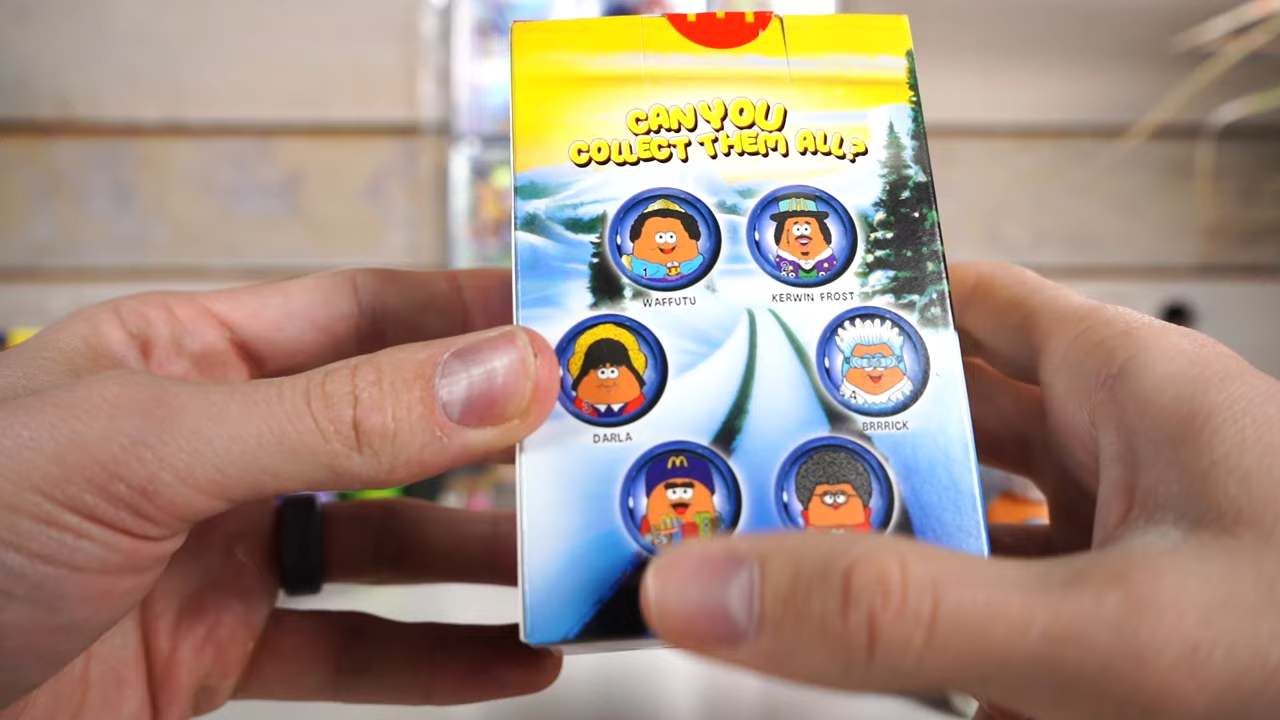 CAN YOU
COLLECT THEM ALL?
WAFFUTU
KERWIN FROST
DARLA
BRRRICK